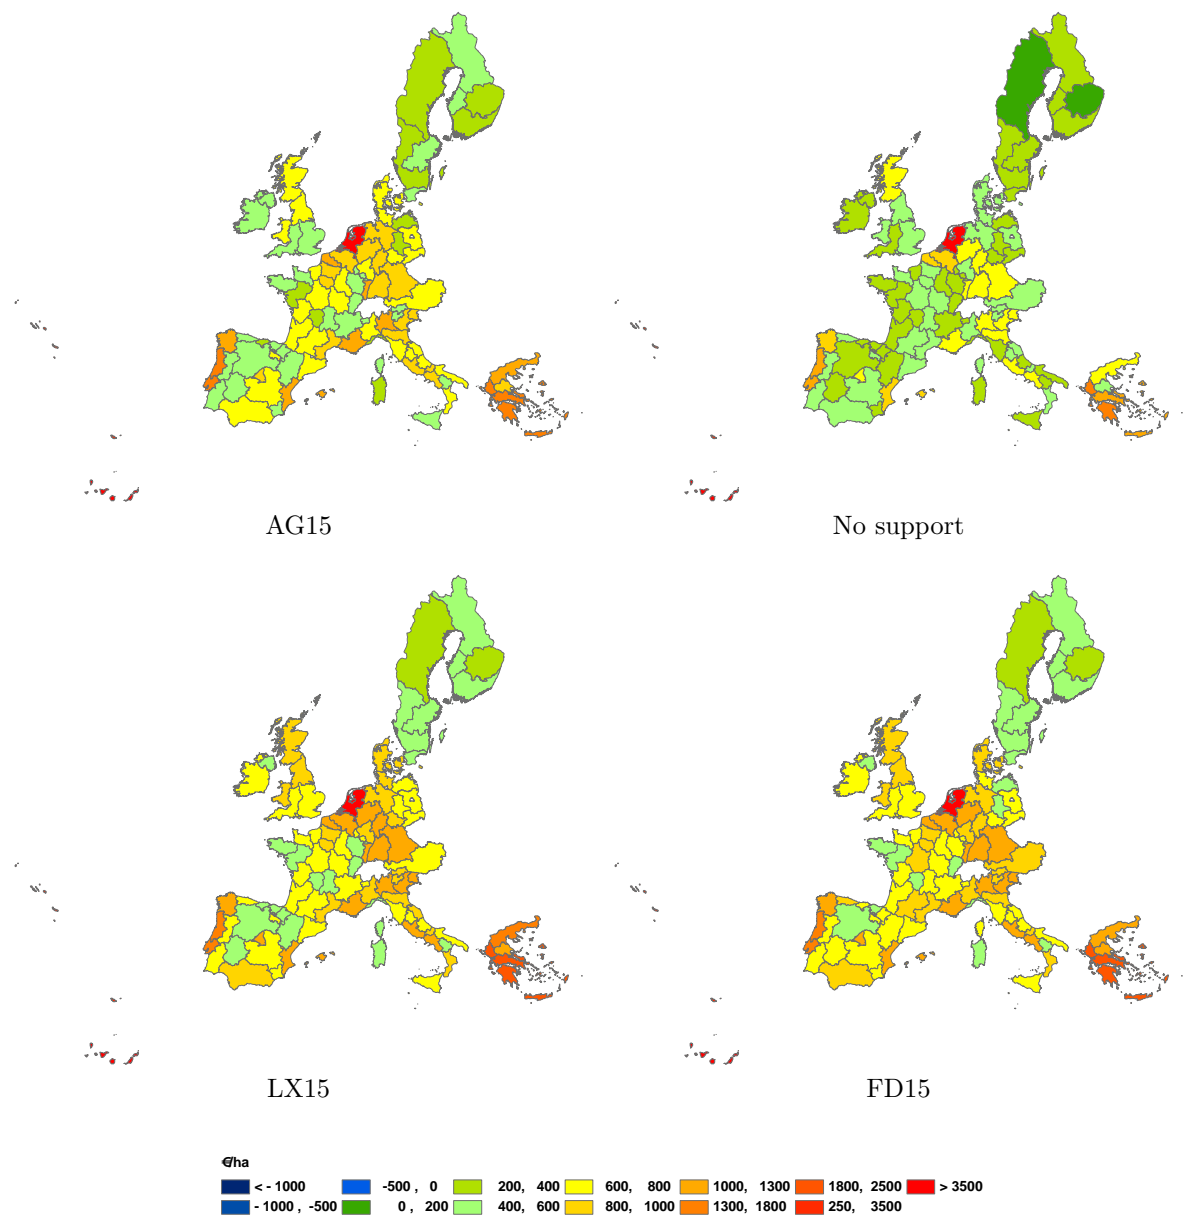 AG15 No support
LX15 FD15
€/ha
< - 1000 -500 , 0 200, 400 600, 800 1000, 1300 1800, 2500 > 3500
- 1000 , -500 0 , 200 400, 600 800, 1000 1300, 1800 250, 3500